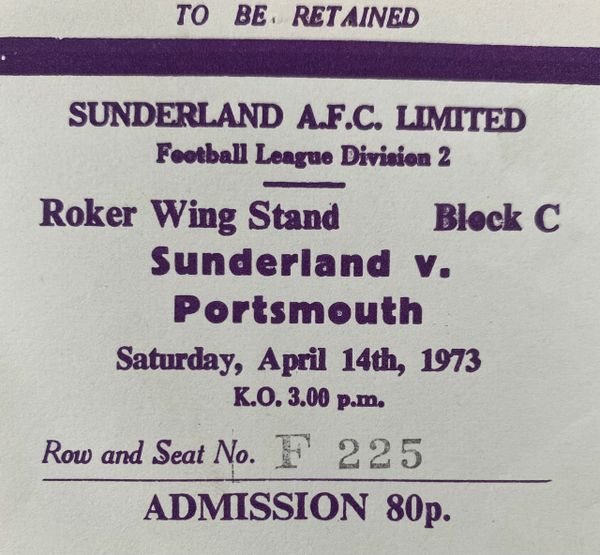 TO BE RETAINED
SUNDERLAND A.F.C. LIMITED
Football League Division 2
Roker Wing Stand Block C
Sunderland v.
Portsmouth
Saturday, April 14th, 1973
K.O. 3.00 p.m.
Row and Seat No. F 225
ADMISSION 80p.